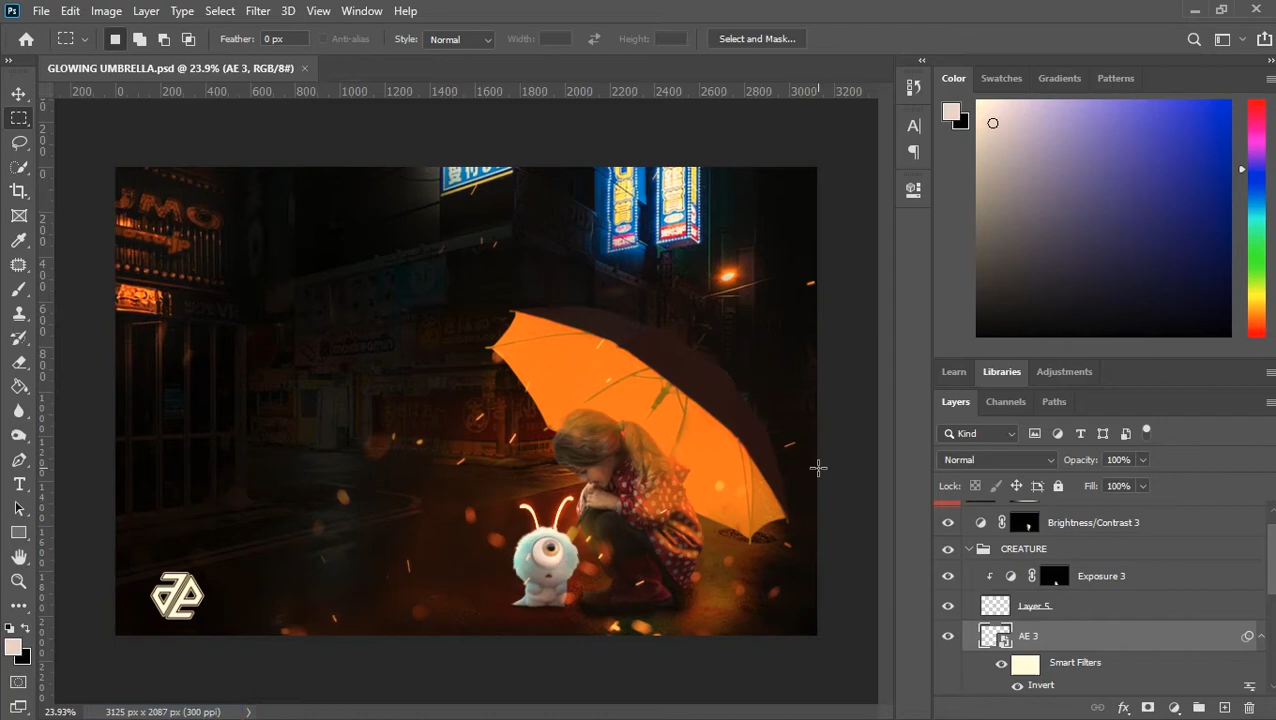 Ps File Edit Image Layer Type Select Filter 3D View Window Help
Feather: 0 px Anti-alias Style: Normal Width: Height: Select and Mask...
GLOWING UMBRELLA.psd @ 23.9% (AE 3, RGB/8#) ×
200 0 200 400 600 800 1000 1200 1400 1600 1800 2000 2200 2400 2600 2800 3000 3200
Color Swatches Gradients Patterns
Learn Libraries Adjustments
Layers Channels Paths
Kind
Normal Opacity: 100%
Lock: Fill: 100%
Brightness/Contrast 3
CREATURE
Exposure 3
Layer 5
AE 3
Smart Filters
Invert
23.93% 3125 px x 2087 px (300 ppi)